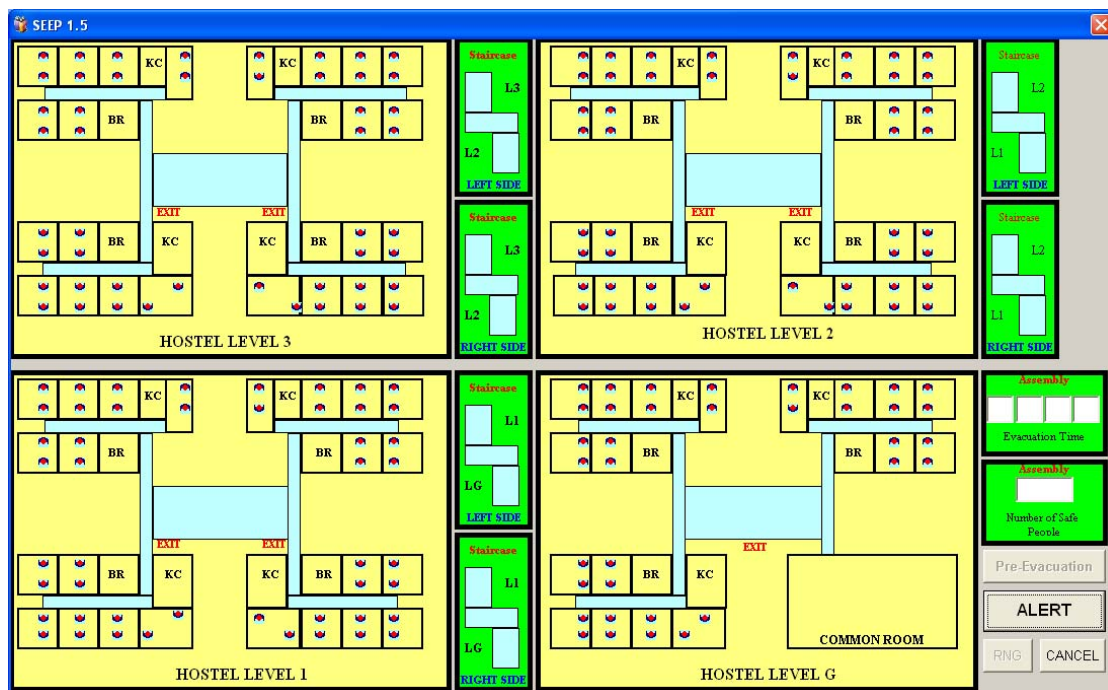 SEEP 1.5
KC KC
BR BR
EXIT EXIT
BR KC KC BR
HOSTEL LEVEL 3
Staircase
L3
L2
LEFT SIDE
Staircase
L3
L2
RIGHT SIDE
KC KC
BR BR
EXIT EXIT
BR KC KC BR
HOSTEL LEVEL 2
Staircase
L2
L1
LEFT SIDE
Staircase
L2
L1
RIGHT SIDE
KC KC
BR BR
EXIT EXIT
BR KC KC BR
HOSTEL LEVEL 1
Staircase
L1
LG
LEFT SIDE
Staircase
L1
LG
RIGHT SIDE
KC KC
BR BR
EXIT
BR KC
COMMON ROOM
HOSTEL LEVEL G
Assembly
Evacuation Time
Assembly
Number of Safe
People
Pre-Evacuation
ALERT
RNG CANCEL